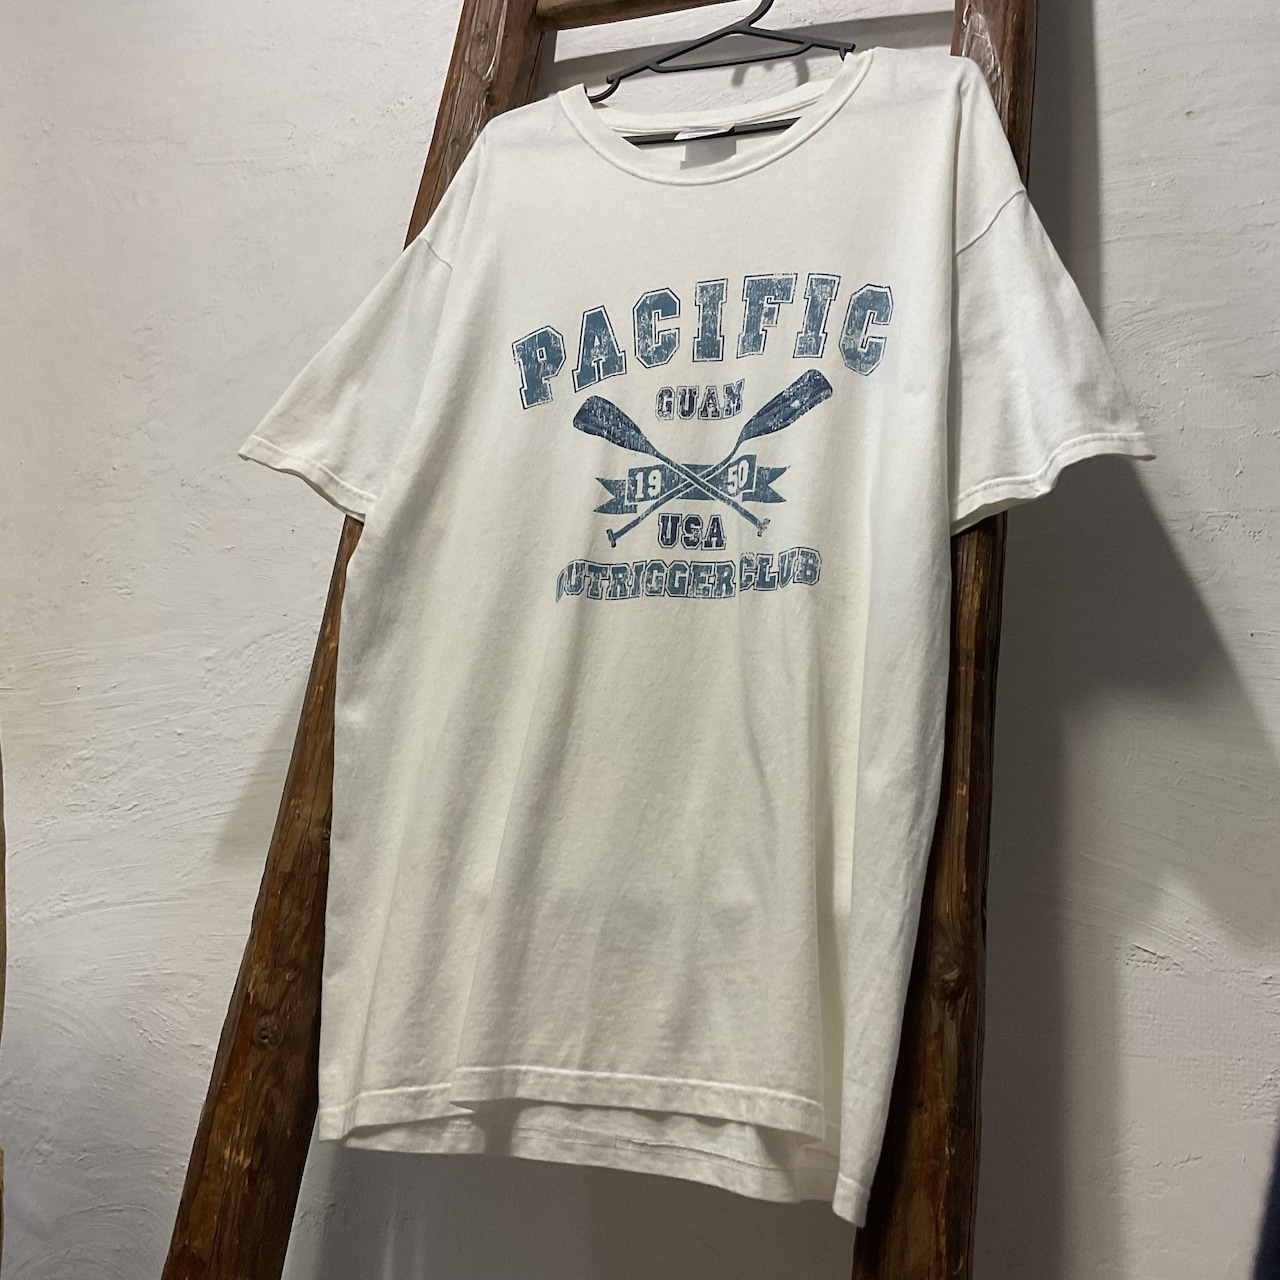 PACIFIC
GUAM
19 50
USA
OUTRIGGER CLUB